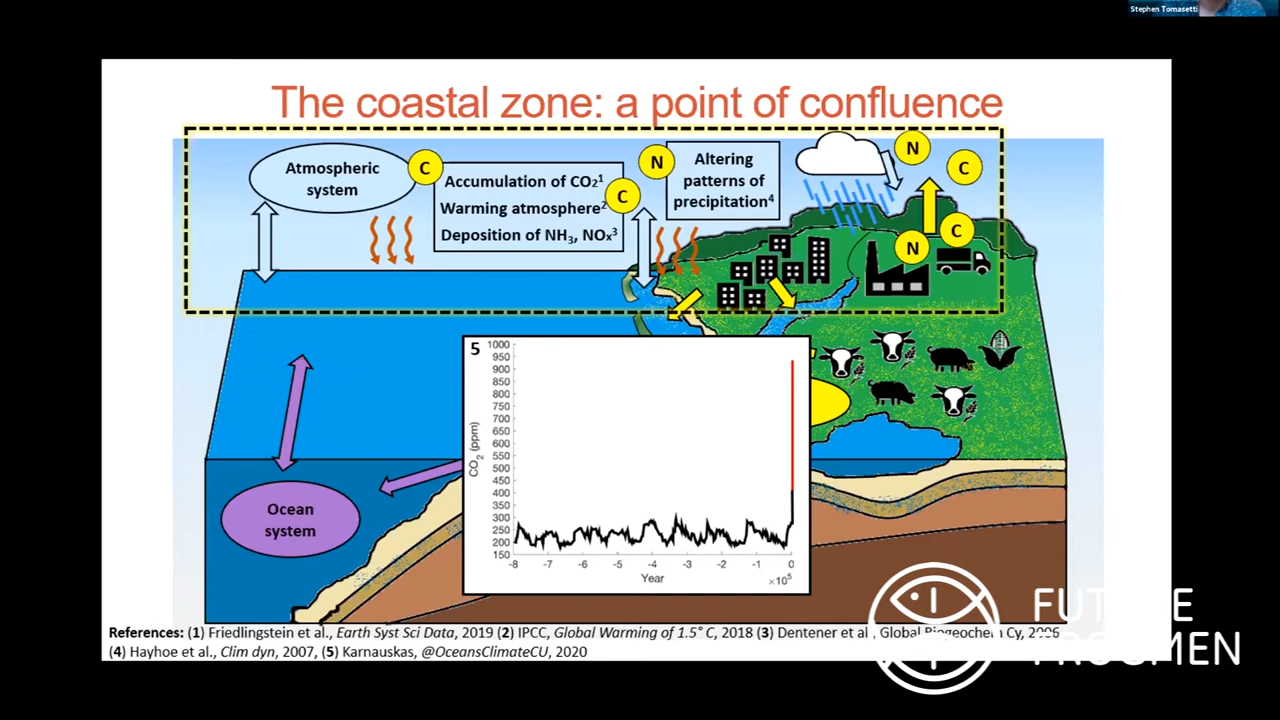 Stephen Tomasetti
The coastal zone: a point of confluence
Atmospheric
system
C
Accumulation of CO2¹
Warming atmosphere²
Deposition of NH3, NOx³
C
N
Altering
patterns of
precipitation⁴
N
C
C
N
5
1000
950
900
850
800
750
700
650
600
550
500
450
400
350
300
250
200
150
CO2 (ppm)
-8 -7 -6 -5 -4 -3 -2 -1 0
Year
×10⁵
Ocean
system
References: (1) Friedlingstein et al., Earth Syst Sci Data, 2019 (2) IPCC, Global Warming of 1.5° C, 2018 (3) Dentener et al., Global Biogeochem Cy, 2006
(4) Hayhoe et al., Clim dyn, 2007, (5) Karnauskas, @OceansClimateCU, 2020
FUTURE
FROGMEN